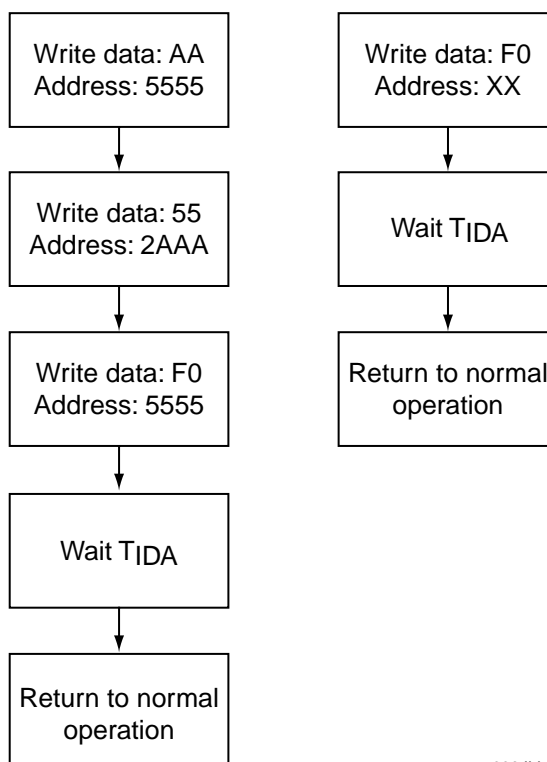 Write data: AA
Address: 5555
Write data: 55
Address: 2AAA
Write data: F0
Address: 5555
Wait TIDA
Return to normal
operation
Write data: F0
Address: XX
Wait TIDA
Return to normal
operation